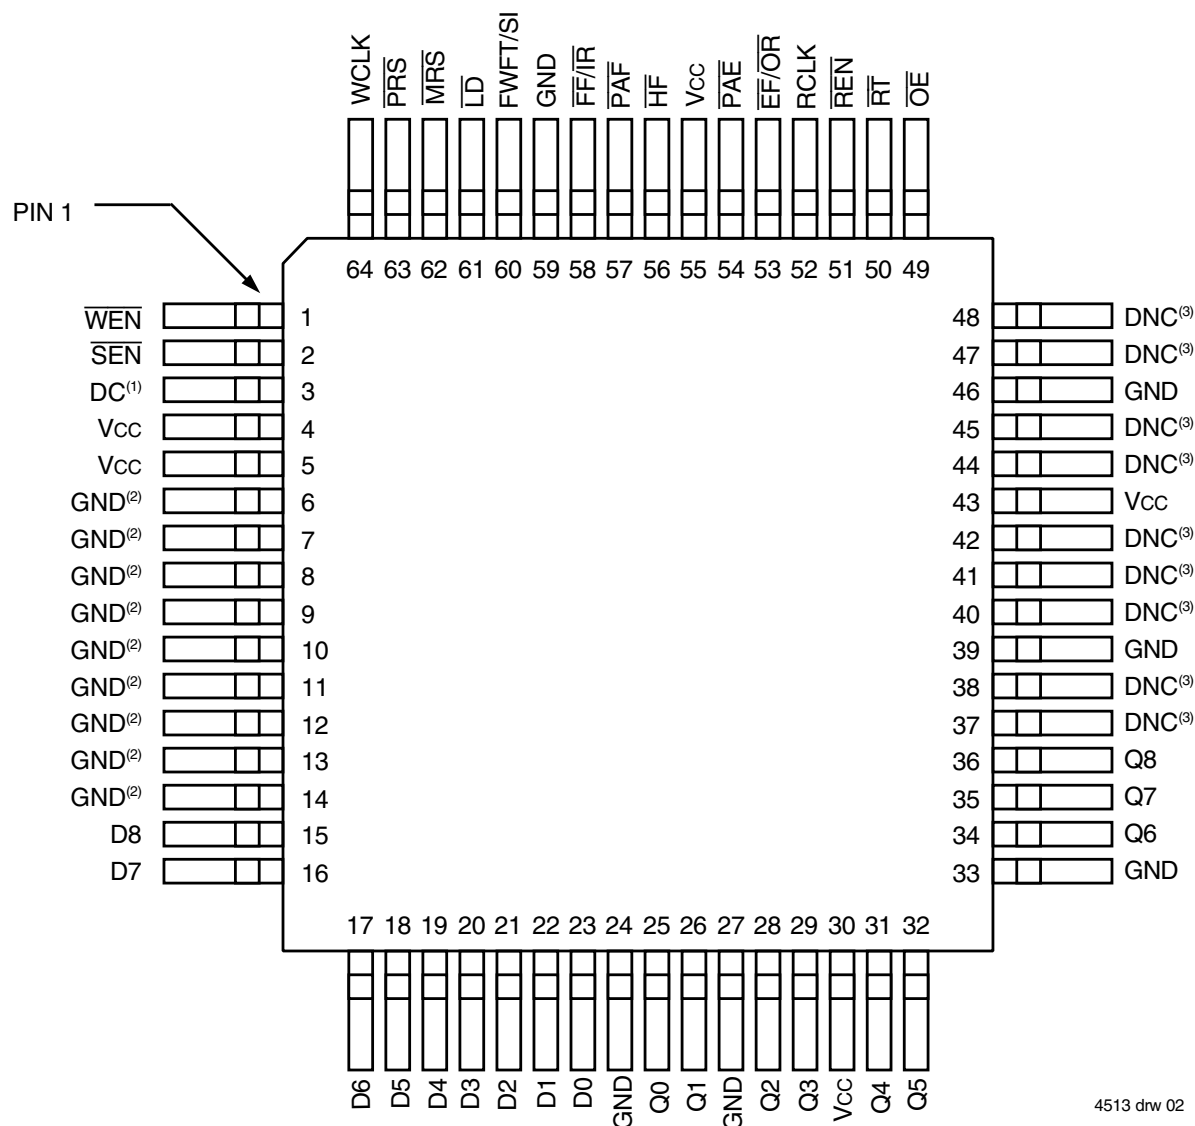 WCLK
PRS
MRS
LD
FWFT/SI
GND
FF/IR
PAF
HF
VCC
PAE
EF/OR
RCLK
REN
RT
OE
PIN 1
64 63 62 61 60 59 58 57 56 55 54 53 52 51 50 49
WEN 1 48 DNC(3)
SEN 2 47 DNC(3)
DC(1) 3 46 GND
VCC 4 45 DNC(3)
VCC 5 44 DNC(3)
GND(2) 6 43 VCC
GND(2) 7 42 DNC(3)
GND(2) 8 41 DNC(3)
GND(2) 9 40 DNC(3)
GND(2) 10 39 GND
GND(2) 11 38 DNC(3)
GND(2) 12 37 DNC(3)
GND(2) 13 36 Q8
GND(2) 14 35 Q7
D8 15 34 Q6
D7 16 33 GND
17 18 19 20 21 22 23 24 25 26 27 28 29 30 31 32
D6
D5
D4
D3
D2
D1
D0
GND
Q0
Q1
GND
Q2
Q3
VCC
Q4
Q5
4513 drw 02